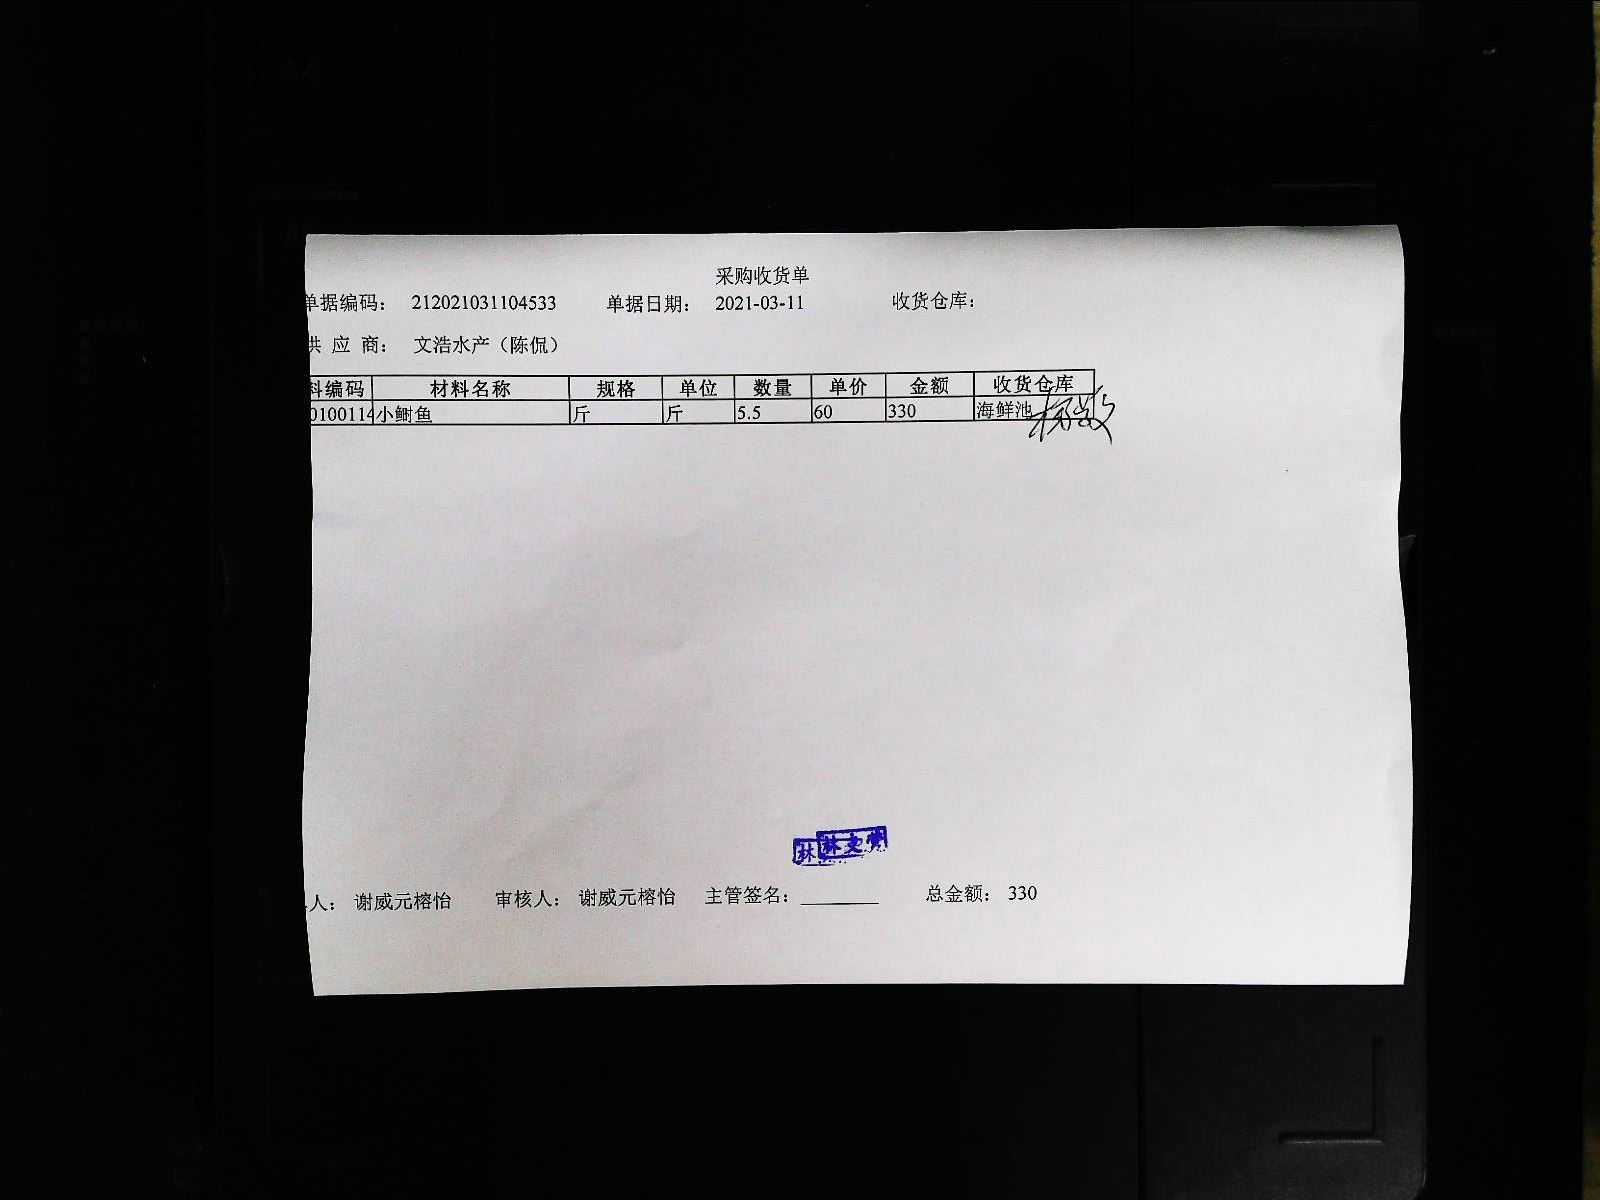 采购收货单
单据编码： 212021031104533 单据日期： 2021-03-11 收货仓库：
供 应 商： 文浩水产（陈侃）
料编码 材料名称 规格 单位 数量 单价 金额 收货仓库
0100114 小鲥鱼 斤 斤 5.5 60 330 海鲜池
林 林文
人： 谢威元榕怡 审核人： 谢威元榕怡 主管签名： 总金额： 330